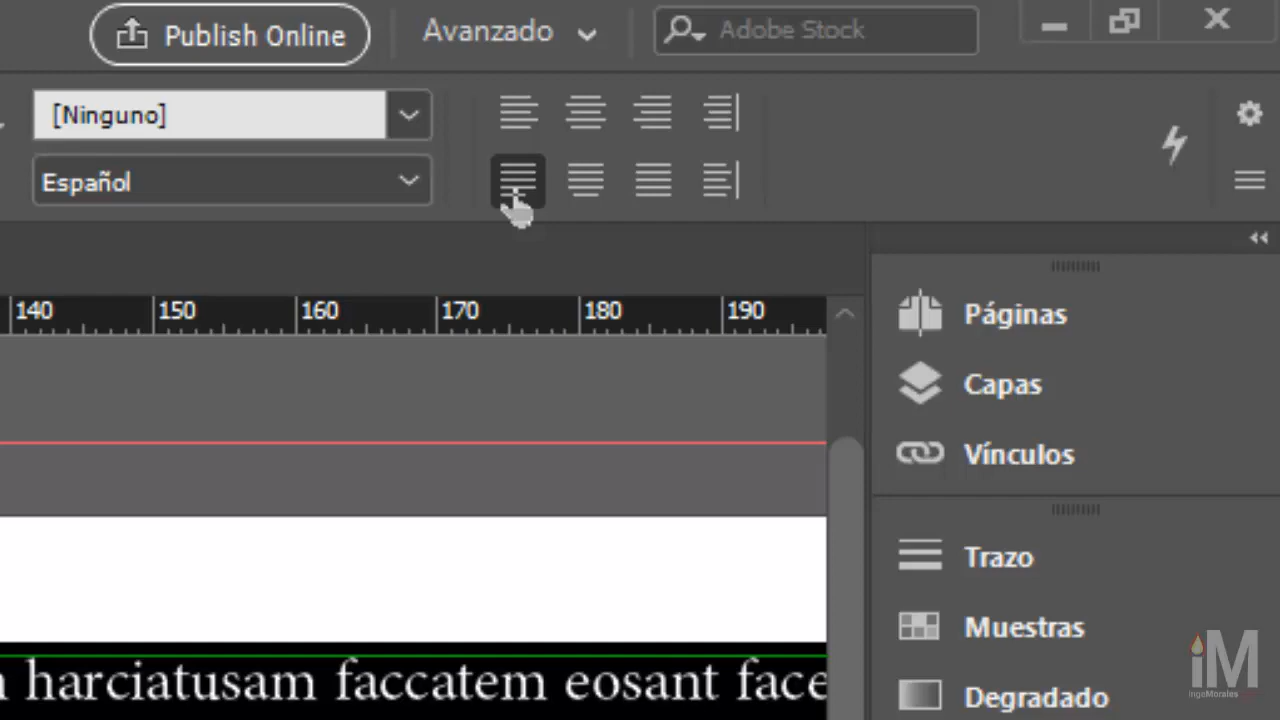 Publish Online
Avanzado
Adobe Stock
[Ninguno]
Español
140 150 160 170 180 190
Páginas
Capas
Vínculos
Trazo
Muestras
Degradado
harciatusam faccatem eosant face
iM